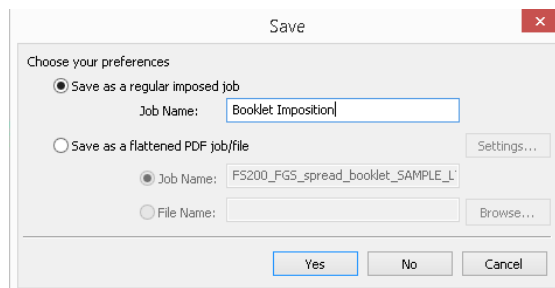 Save
Choose your preferences
Save as a regular imposed job
Job Name: Booklet Imposition
Save as a flattened PDF job/file Settings...
Job Name: FS200_FGS_spread_booklet_SAMPLE_L
File Name: Browse...
Yes No Cancel